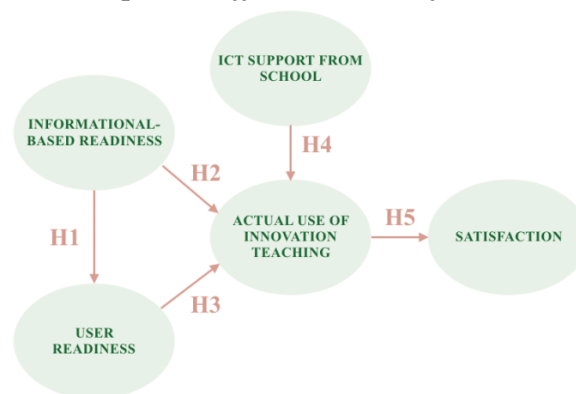 ICT SUPPORT FROM
SCHOOL
INFORMATIONAL-
BASED READINESS
H4
H2
H1
ACTUAL USE OF
INNOVATION
TEACHING
H5
SATISFACTION
H3
USER
READINESS